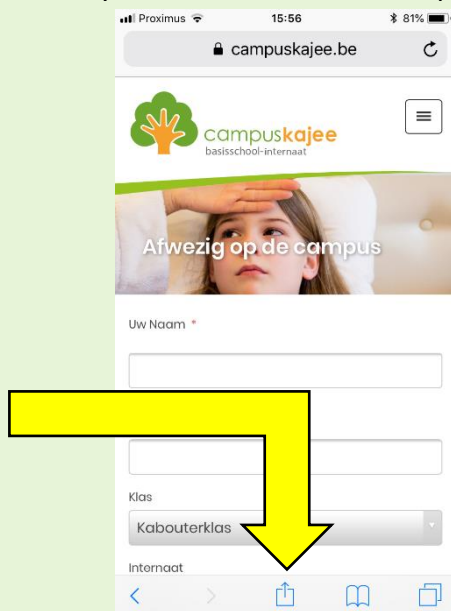 Proximus 15:56 81%
campuskajee.be
campuskajee
basisschool-internaat
Afwezig op de campus
Uw Naam *
Klas
Kabouterklas
Internaat